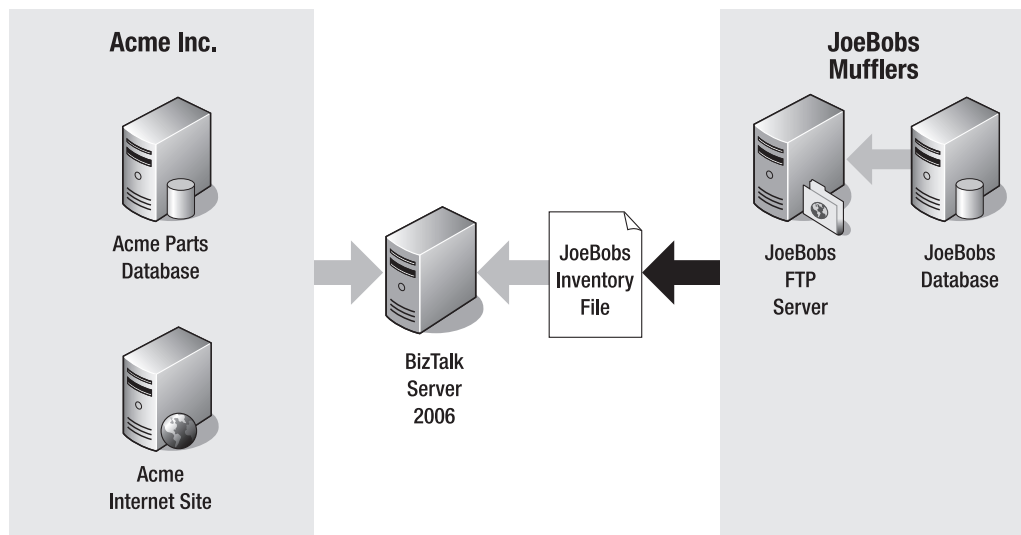 Acme Inc.
Acme Parts
Database
Acme
Internet Site
BizTalk
Server
2006
JoeBobs
Inventory
File
JoeBobs
Mufflers
JoeBobs
FTP
Server
JoeBobs
Database